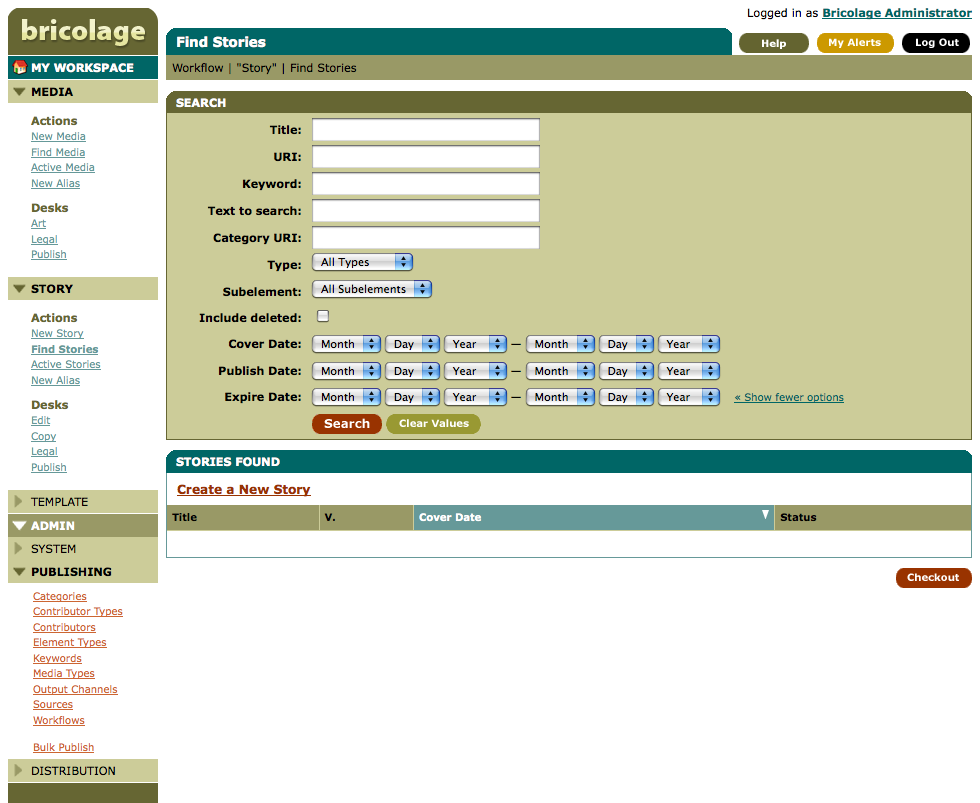 bricolage
Logged in as Bricolage Administrator
Find Stories
Help
My Alerts
Log Out
Workflow | "Story" | Find Stories
MY WORKSPACE
MEDIA
Actions
New Media
Find Media
Active Media
New Alias
Desks
Art
Legal
Publish
STORY
Actions
New Story
Find Stories
Active Stories
New Alias
Desks
Edit
Copy
Legal
Publish
TEMPLATE
ADMIN
SYSTEM
PUBLISHING
Categories
Contributor Types
Contributors
Element Types
Keywords
Media Types
Output Channels
Sources
Workflows
Bulk Publish
DISTRIBUTION
SEARCH
Title:
URI:
Keyword:
Text to search:
Category URI:
Type: All Types
Subelement: All Subelements
Include deleted:
Cover Date: Month Day Year — Month Day Year
Publish Date: Month Day Year — Month Day Year
Expire Date: Month Day Year — Month Day Year « Show fewer options
Search Clear Values
STORIES FOUND
Create a New Story
Title V. Cover Date Status
Checkout